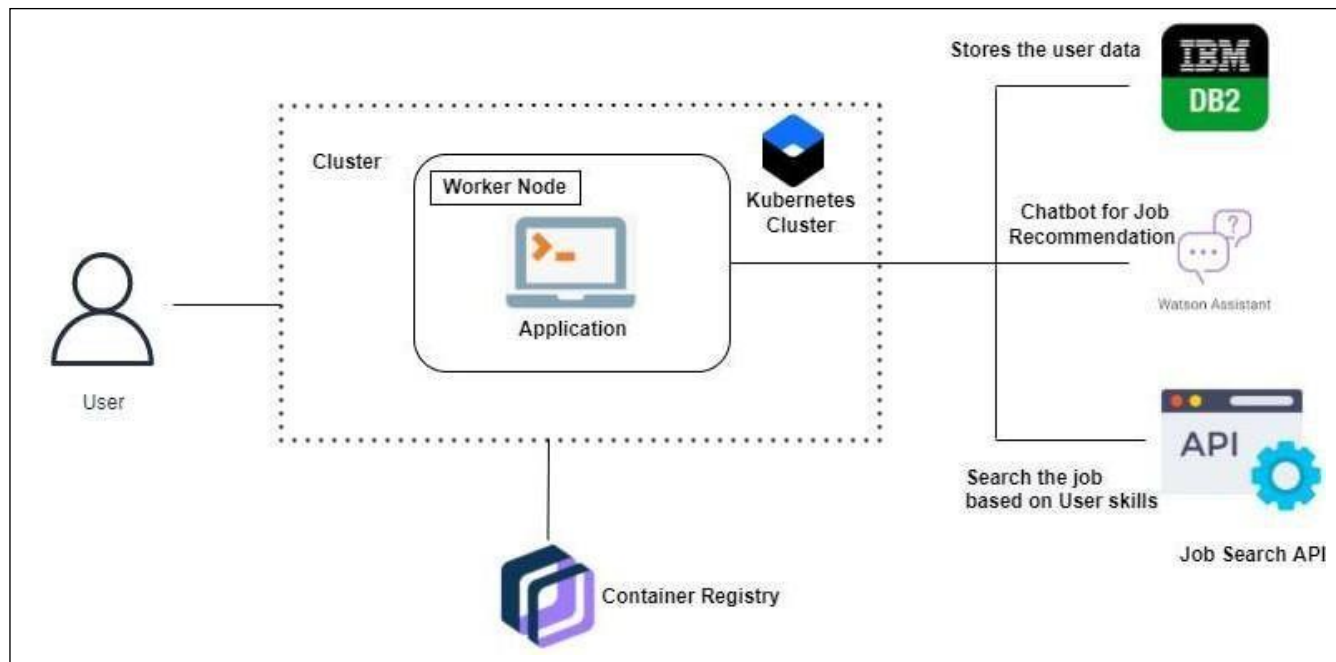 Stores the user data
IBM
DB2
Cluster
Worker Node
Kubernetes
Cluster
Application
Chatbot for Job
Recommendation
?
Watson Assistant
User
API
Search the job
based on User skills
Job Search API
Container Registry